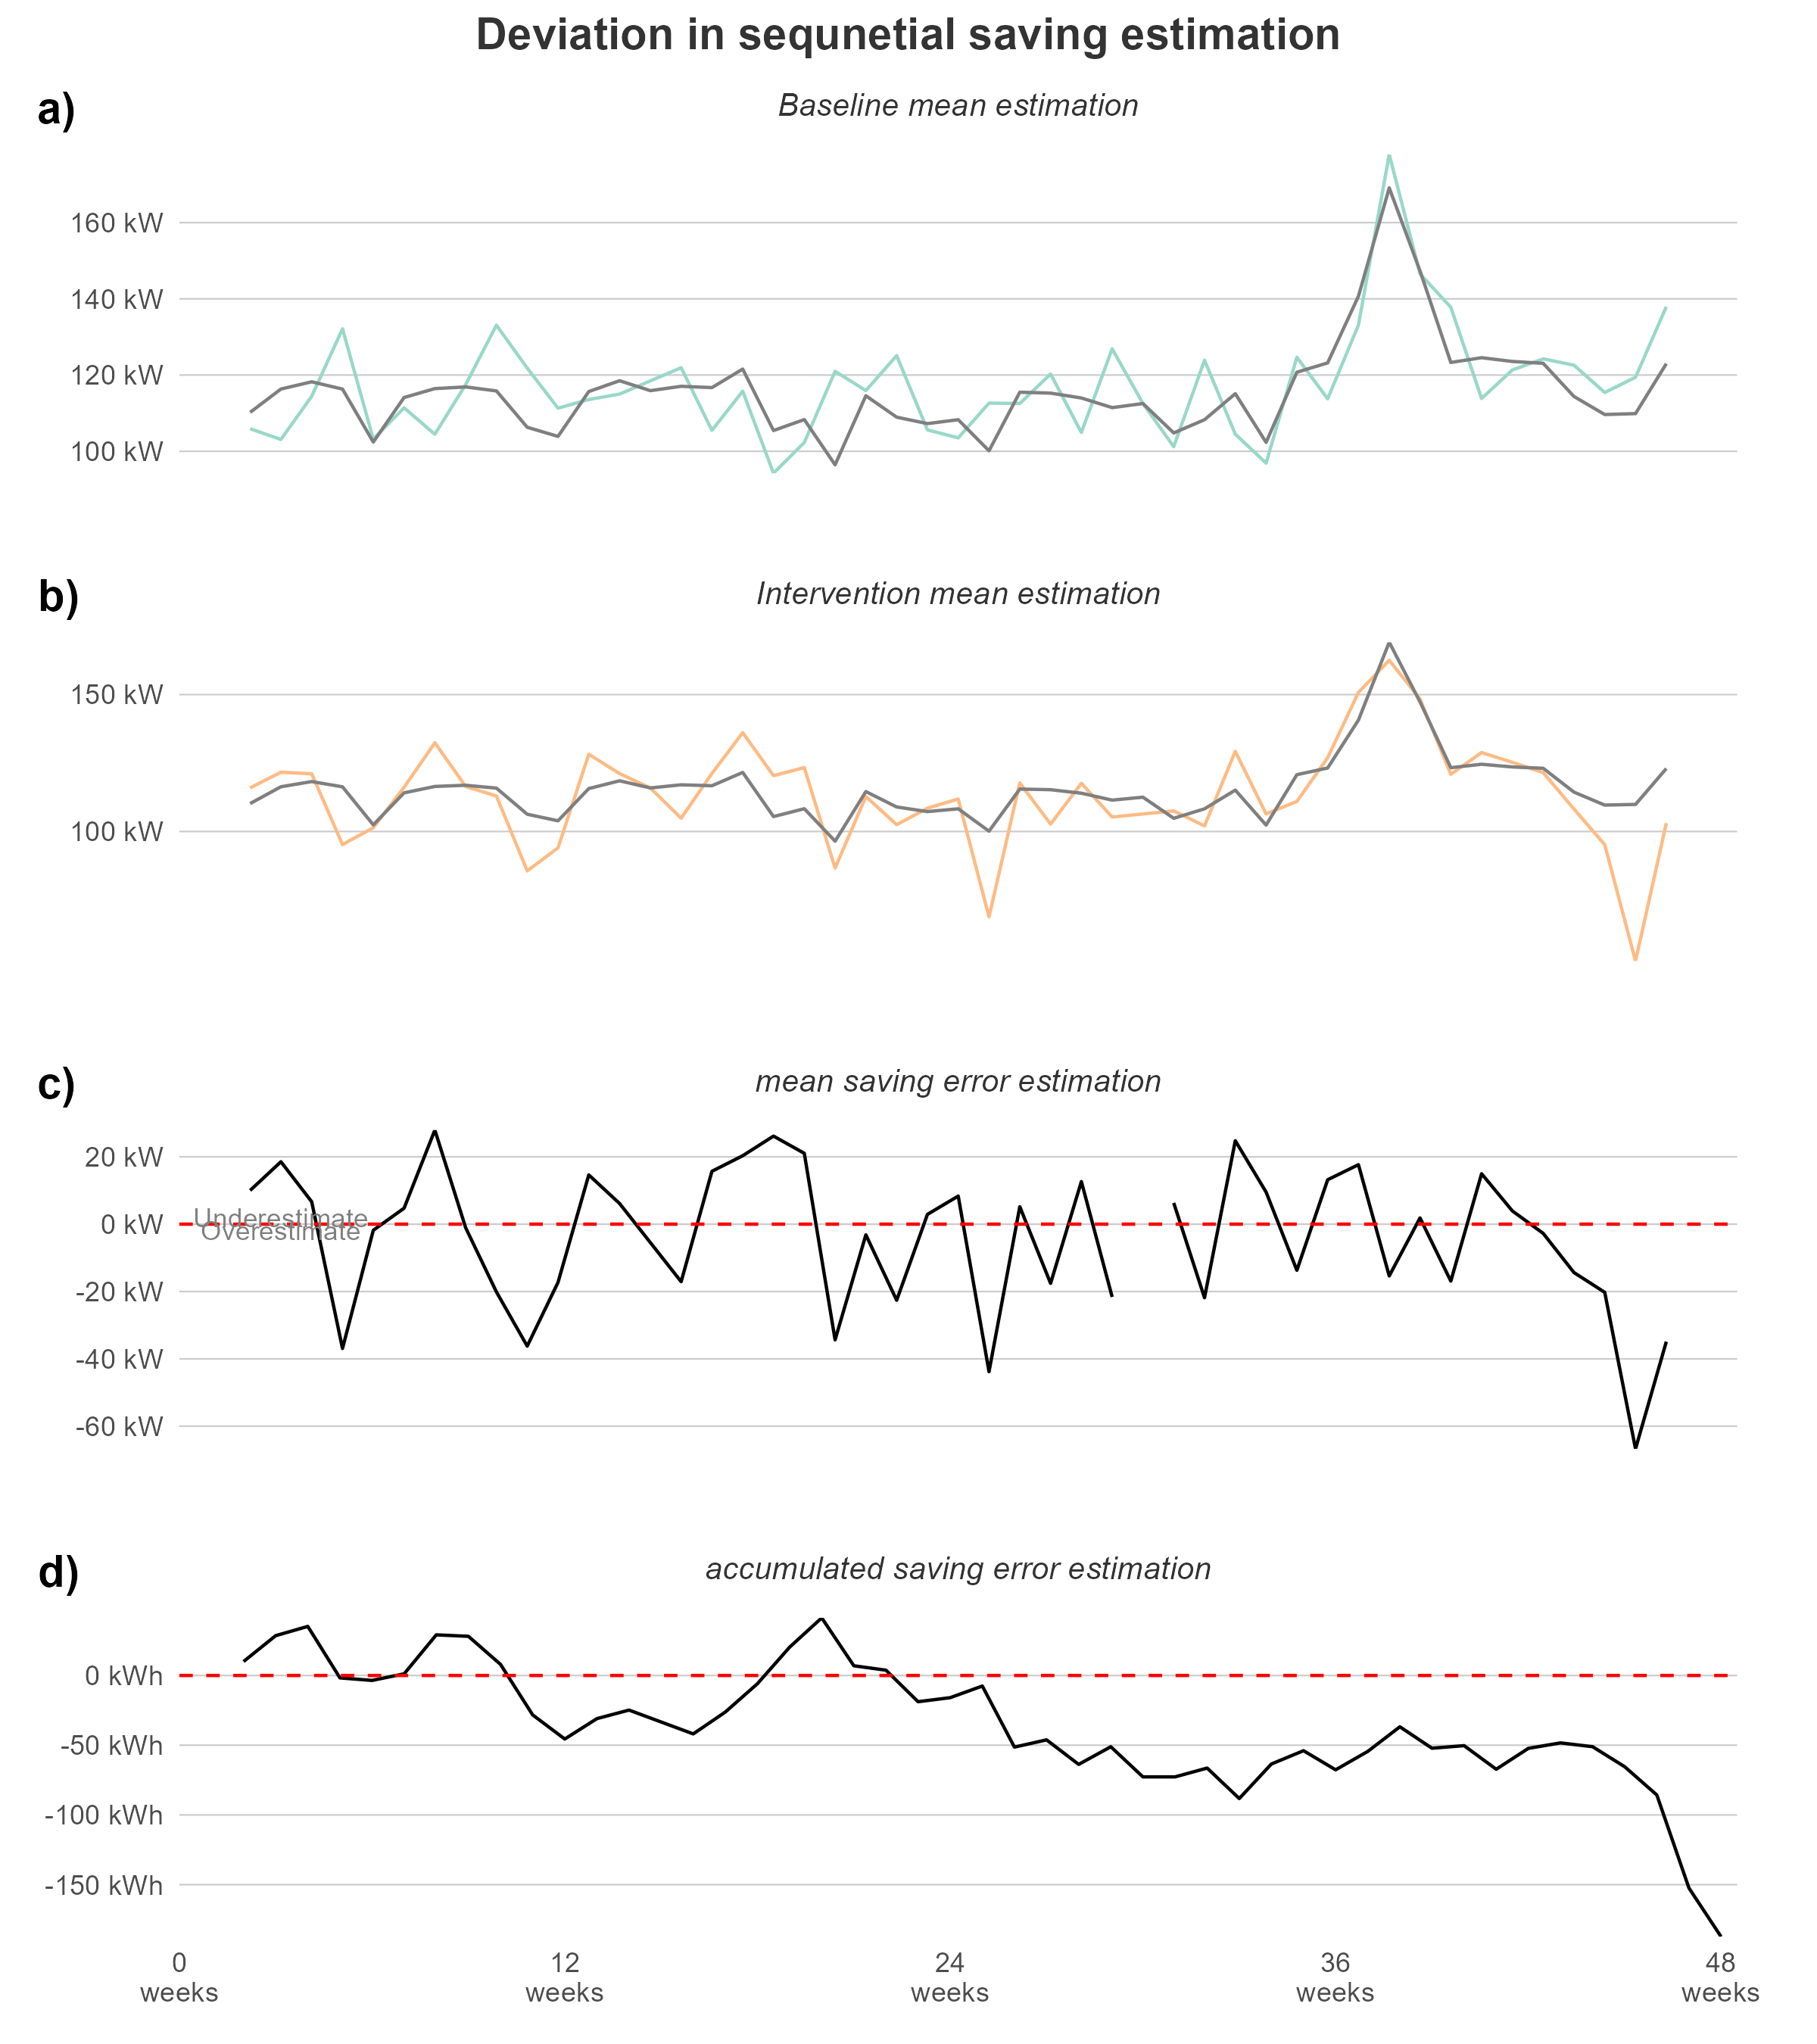 Deviation in sequnetial saving estimation
a)
Baseline mean estimation
160 kW
140 kW
120 kW
100 kW
b)
Intervention mean estimation
150 kW
100 kW
c)
mean saving error estimation
20 kW
Underestimate
0 kW
Overestimate
-20 kW
-40 kW
-60 kW
d)
accumulated saving error estimation
0 kWh
-50 kWh
-100 kWh
-150 kWh
0 12 24 36 48
weeks weeks weeks weeks weeks